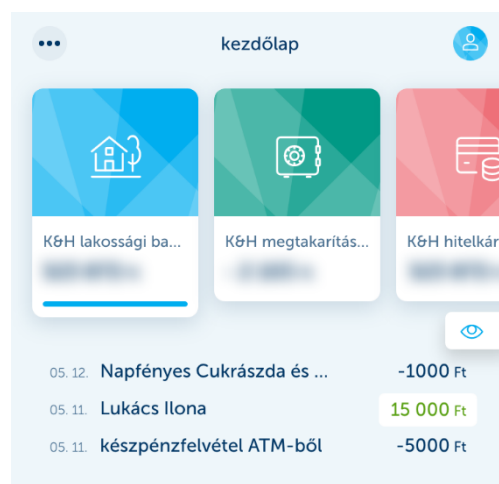 kezdőlap
K&H lakossági ba...
K&H megtakarítás...
K&H hitelkár
05. 12. Napfényes Cukrászda és ... -1000 Ft
05. 11. Lukács Ilona 15 000 Ft
05. 11. készpénzfelvétel ATM-ből -5000 Ft